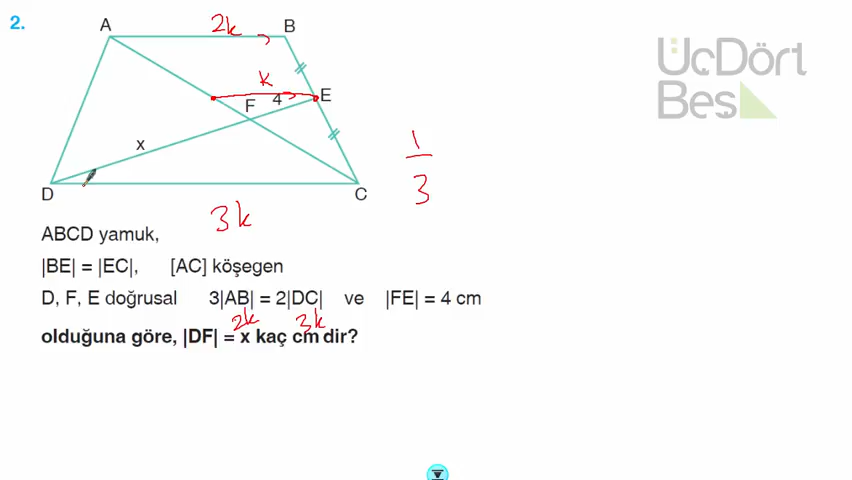 2.
A
2k
B
k
E
F
4
x
D
C
3k
1
3
ÜçDört
Beş
ABCD yamuk,
|BE| = |EC|, [AC] köşegen
D, F, E doğrusal 3|AB| = 2|DC| ve |FE| = 4 cm
2k 3k
olduğuna göre, |DF| = x kaç cm dir?